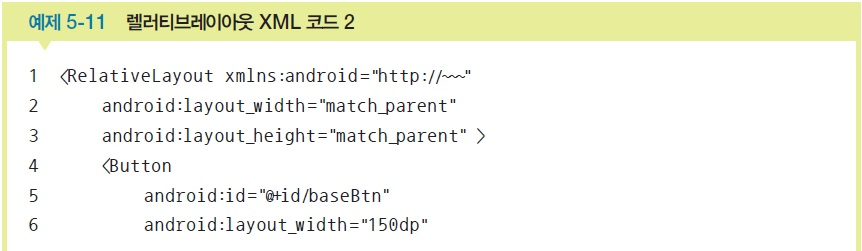 예제 5-11 렐러티브레이아웃 XML 코드 2
1 <RelativeLayout xmlns:android="http://~~~"
2 android:layout_width="match_parent"
3 android:layout_height="match_parent" >
4 <Button
5 android:id="@+id/baseBtn"
6 android:layout_width="150dp"